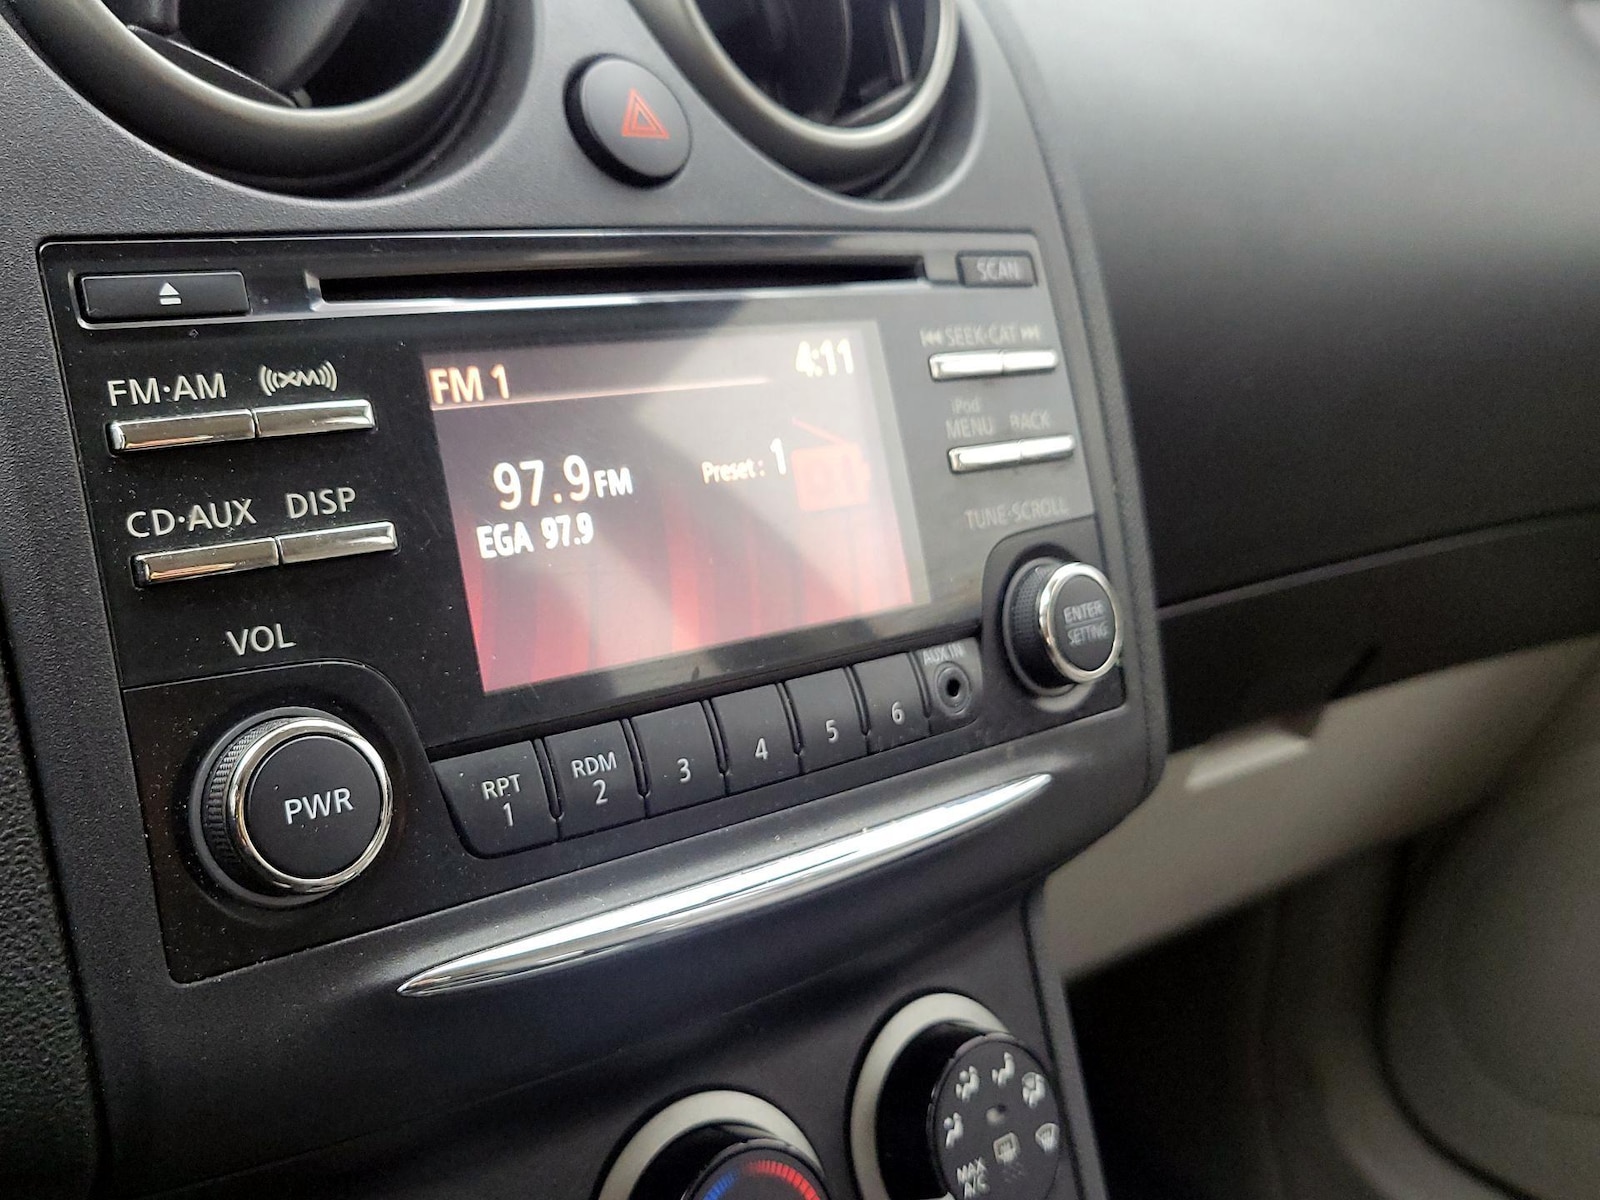 SCAN
FM·AM
((XM))
SEEK·CAT
FM 1
4:11
iPod
MENU
BACK
97.9 FM
Preset : 1
EGA 97.9
CD·AUX
DISP
TUNE·SCROLL
VOL
ENTER
SETTING
AUX IN
PWR
RPT
1
RDM
2
3
4
5
6
MAX
A/C